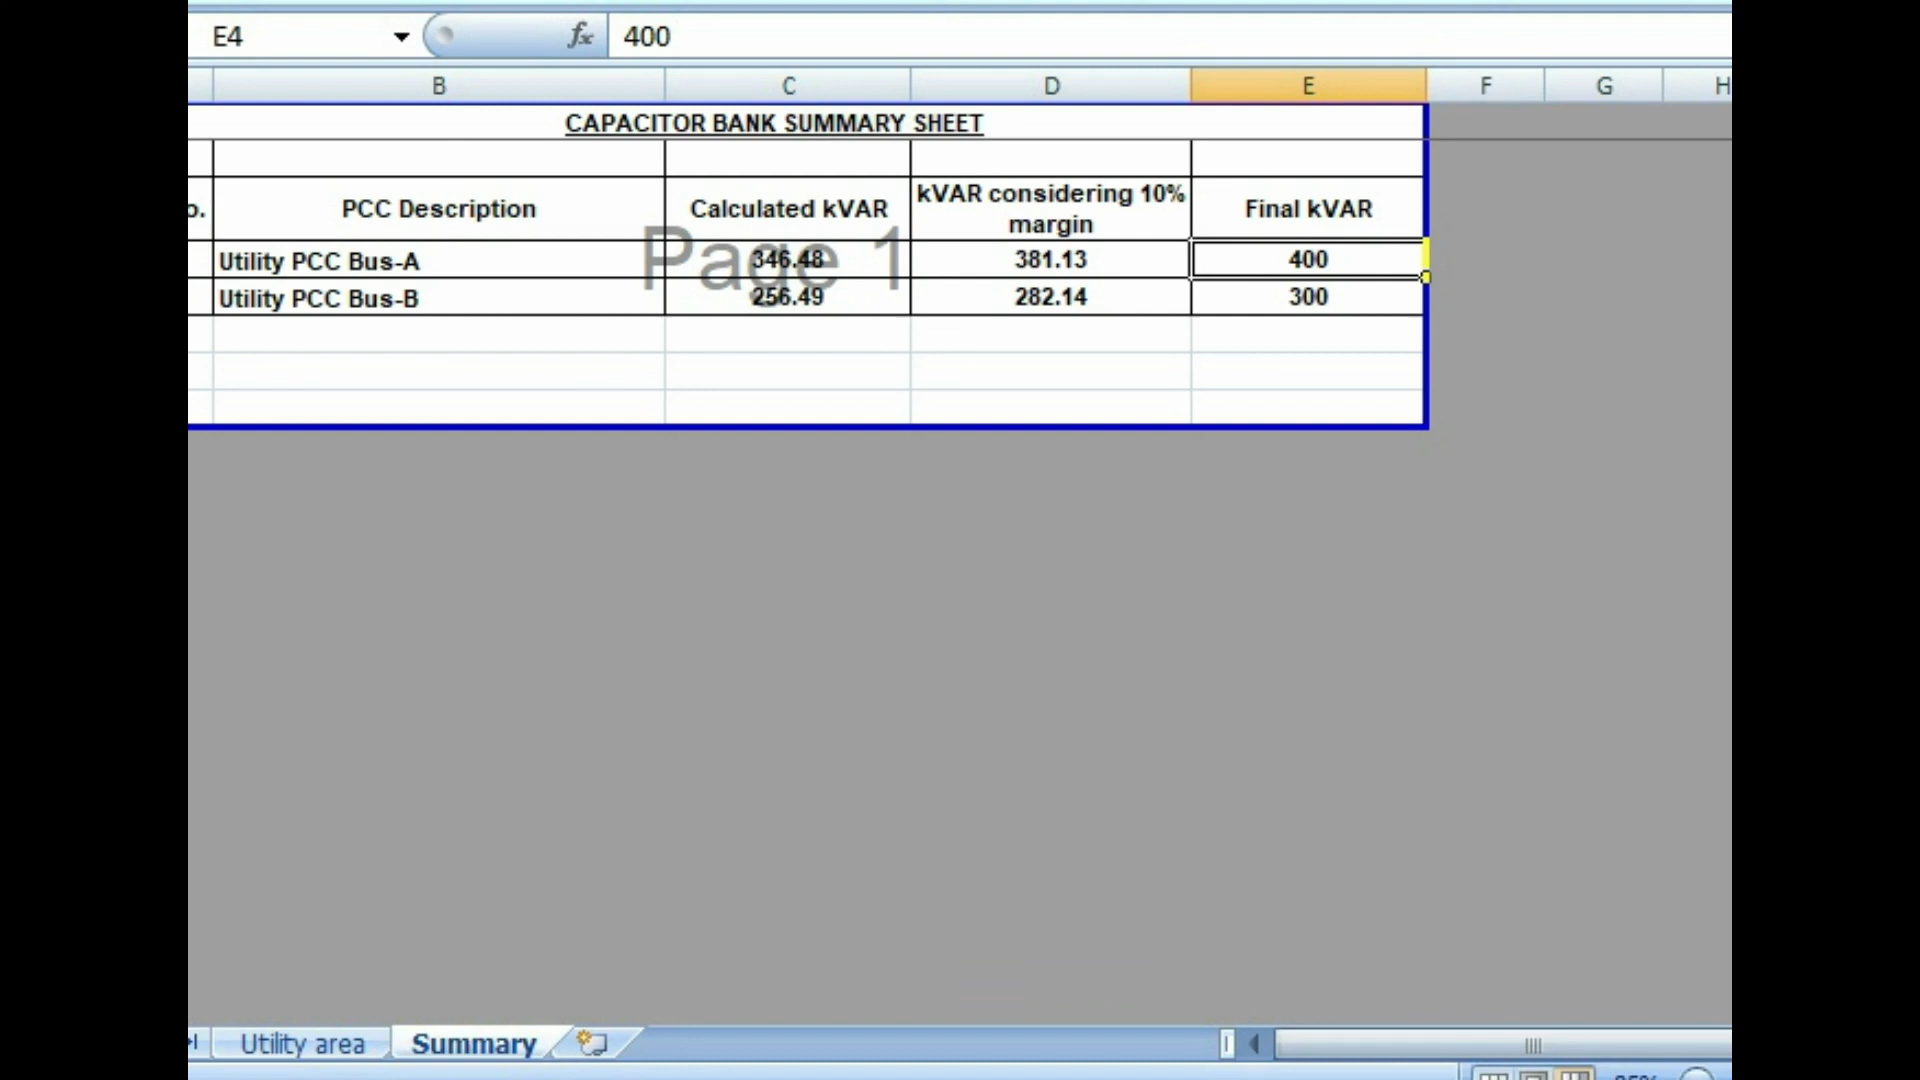 E4 fx 400
B C D E F G H
CAPACITOR BANK SUMMARY SHEET
o. PCC Description Calculated kVAR kVAR considering 10% margin Final kVAR
Page 1
Utility PCC Bus-A 346.48 381.13 400
Utility PCC Bus-B 256.49 282.14 300
Utility area Summary